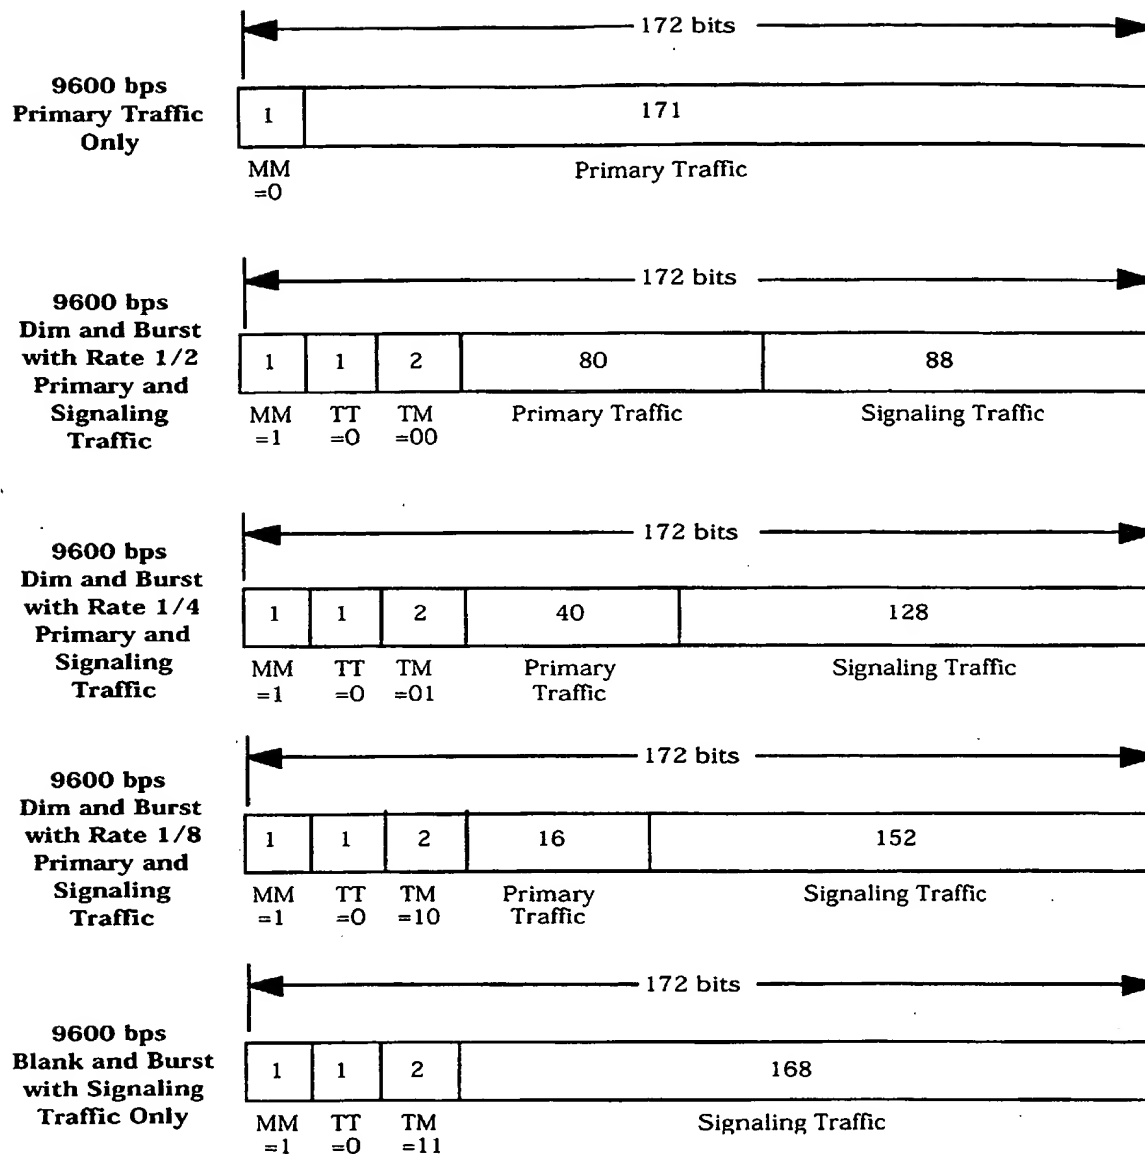 172 bits
9600 bps
Primary Traffic
Only
1 171
MM
=0
Primary Traffic
172 bits
9600 bps
Dim and Burst
with Rate 1/2
Primary and
Signaling
Traffic
1 1 2 80 88
MM TT TM Primary Traffic Signaling Traffic
=1 =0 =00
172 bits
9600 bps
Dim and Burst
with Rate 1/4
Primary and
Signaling
Traffic
1 1 2 40 128
MM TT TM Primary Signaling Traffic
=1 =0 =01 Traffic
172 bits
9600 bps
Dim and Burst
with Rate 1/8
Primary and
Signaling
Traffic
1 1 2 16 152
MM TT TM Primary Signaling Traffic
=1 =0 =10 Traffic
172 bits
9600 bps
Blank and Burst
with Signaling
Traffic Only
1 1 2 168
MM TT TM Signaling Traffic
=1 =0 =11